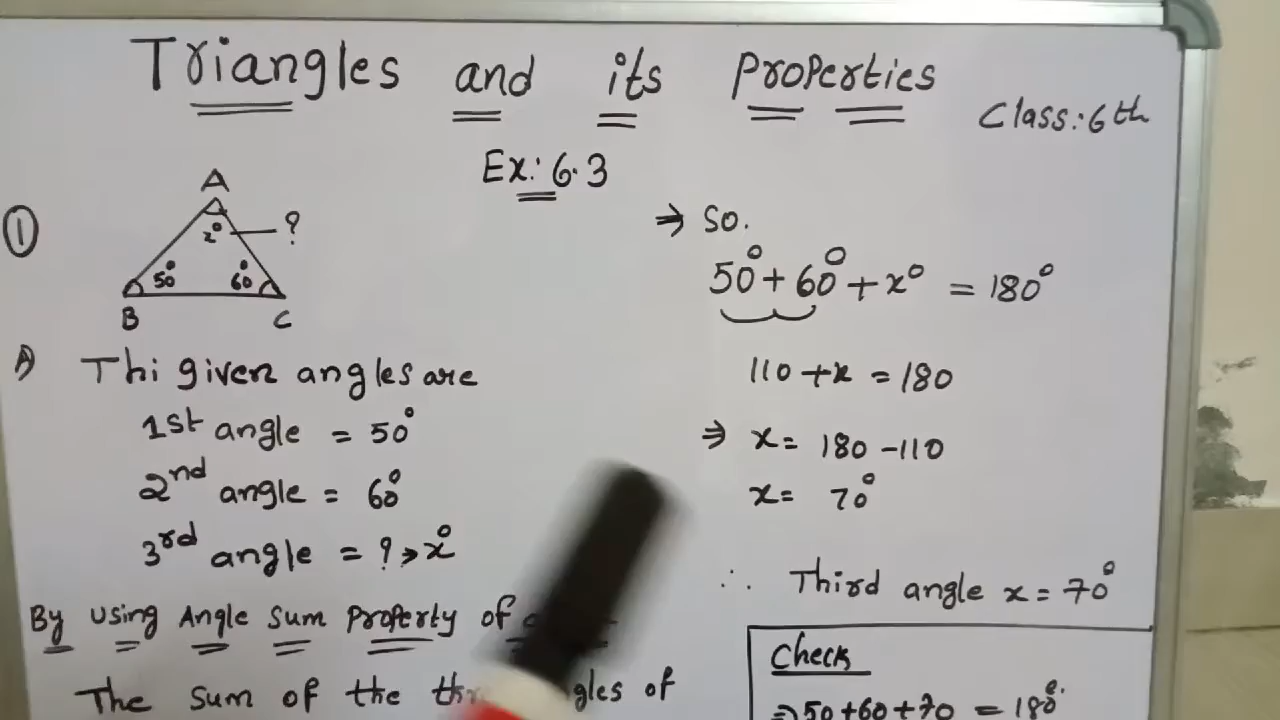 Triangles and its Properties
Class: 6th
Ex: 6.3
①
A
x° ?
50° 60°
B C
A) Thi given angles are
1st angle = 50°
2nd angle = 60°
3rd angle = ? → x°
By using Angle Sum Property of
The sum of the of
⇒ So.
50° + 60° + x° = 180°
110 + x = 180
⇒ x = 180 - 110
x = 70°
∴ Third angle x = 70°
Check
⇒ 50 + 60 + 70 = 180°